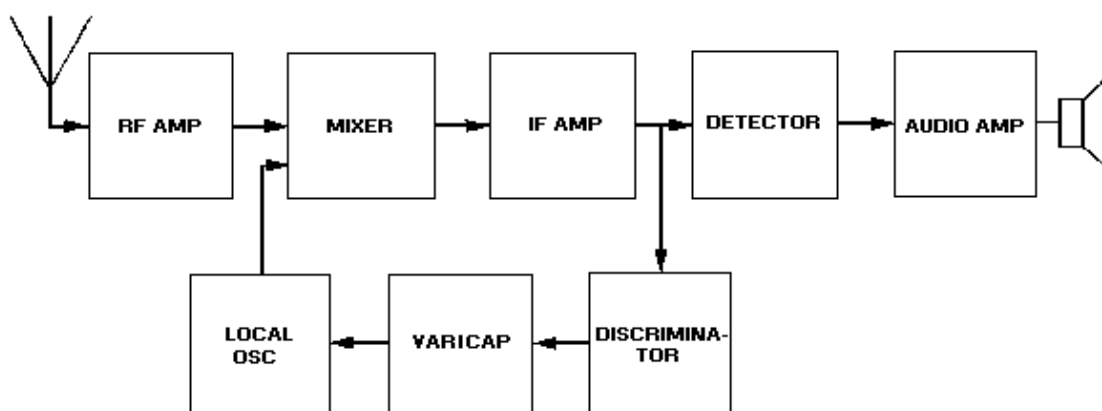 RF AMP
MIXER
IF AMP
DETECTOR
AUDIO AMP
LOCAL
OSC
VARICAP
DISCRIMINA-
TOR